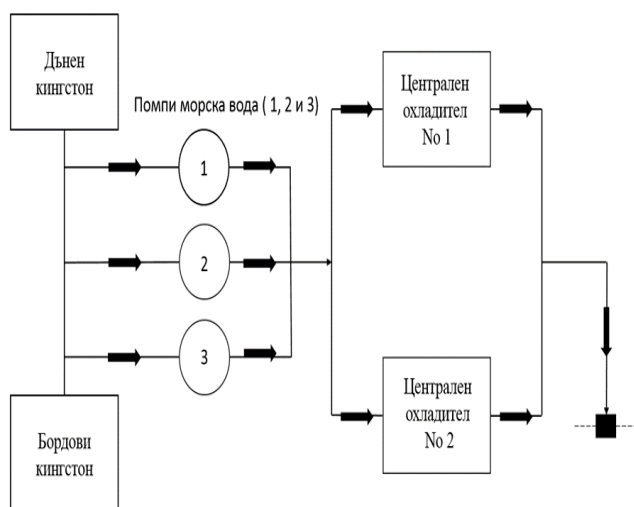 Дънен
кингстон
Помпи морска вода ( 1, 2 и 3)
1
2
3
Бордови
кингстон
Централен
охладител
No 1
Централен
охладител
No 2